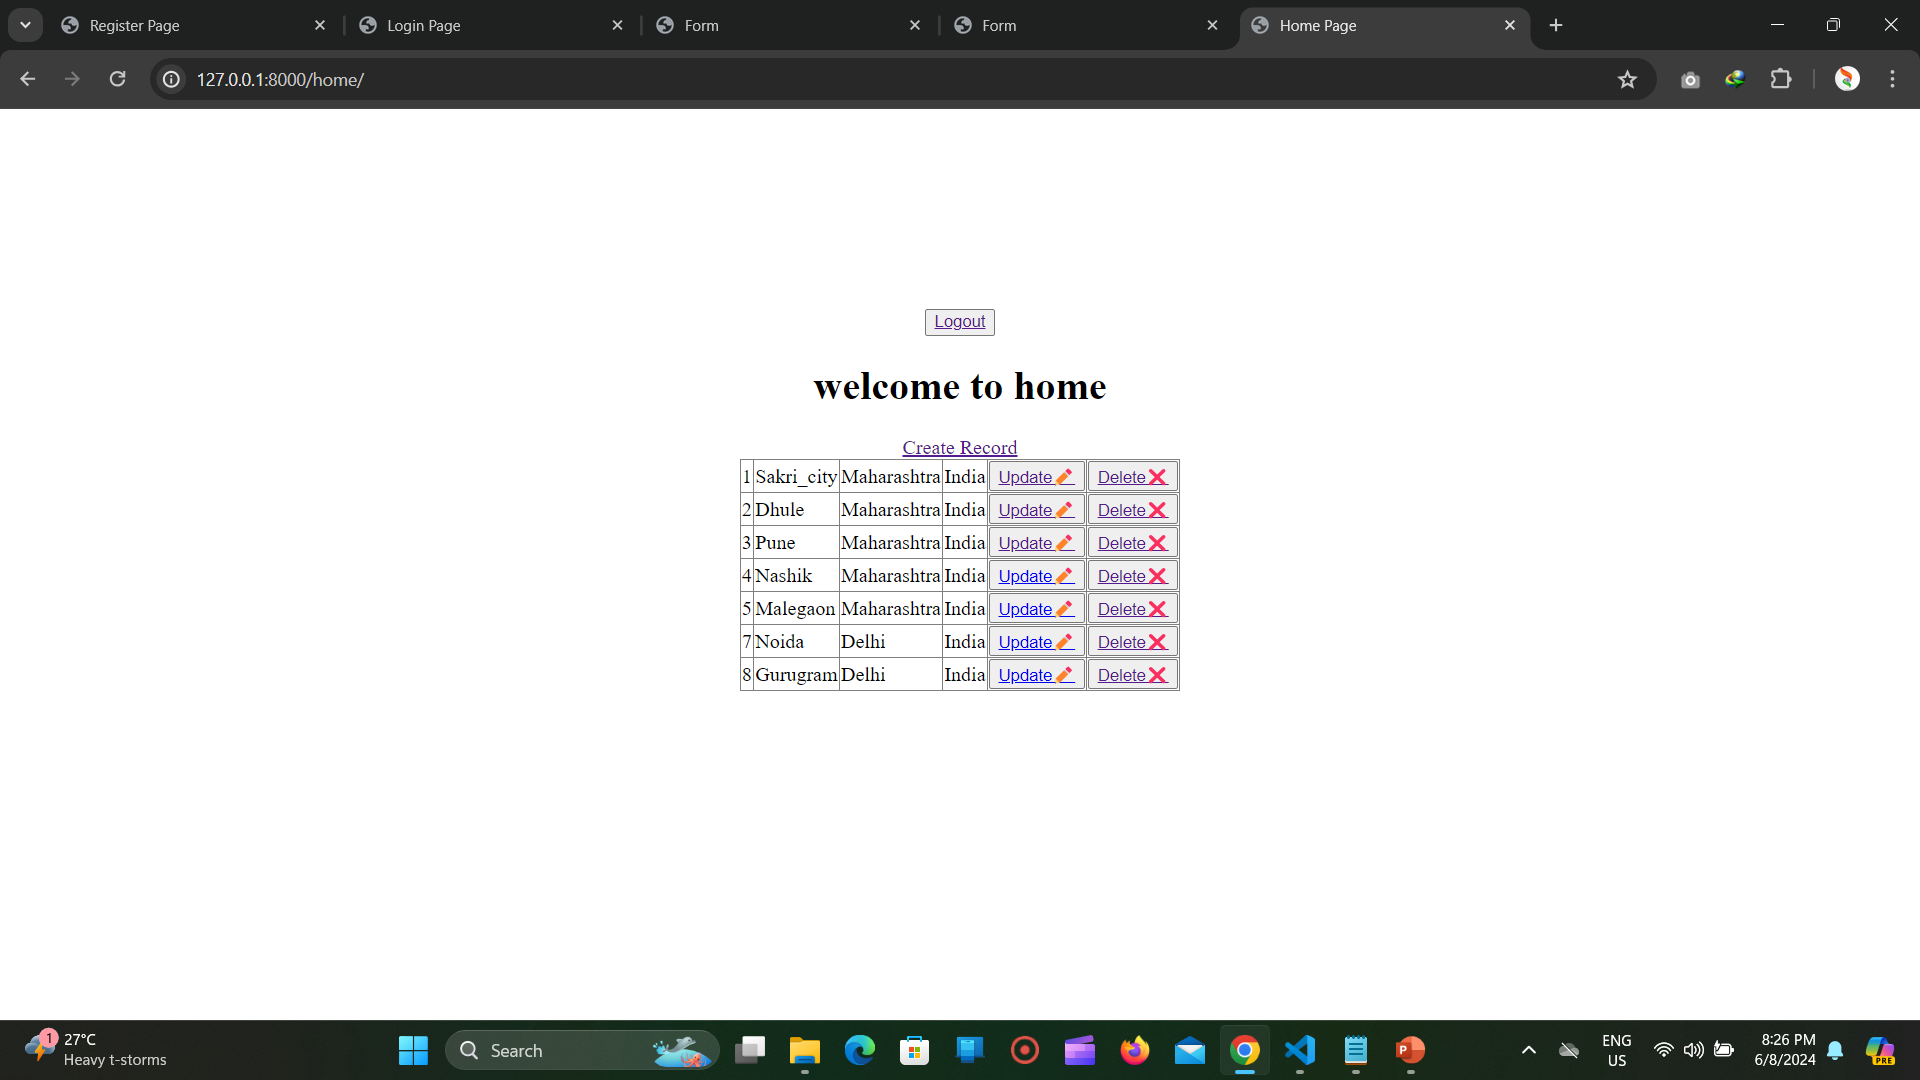 Register Page
Login Page
Form
Form
Home Page
127.0.0.1:8000/home/
Logout
welcome to home
Create Record
1 Sakri_city Maharashtra India Update Delete
2 Dhule Maharashtra India Update Delete
3 Pune Maharashtra India Update Delete
4 Nashik Maharashtra India Update Delete
5 Malegaon Maharashtra India Update Delete
7 Noida Delhi India Update Delete
8 Gurugram Delhi India Update Delete
1
27°C
Heavy t-storms
Search
P
ENG
US
8:26 PM
6/8/2024
PRE